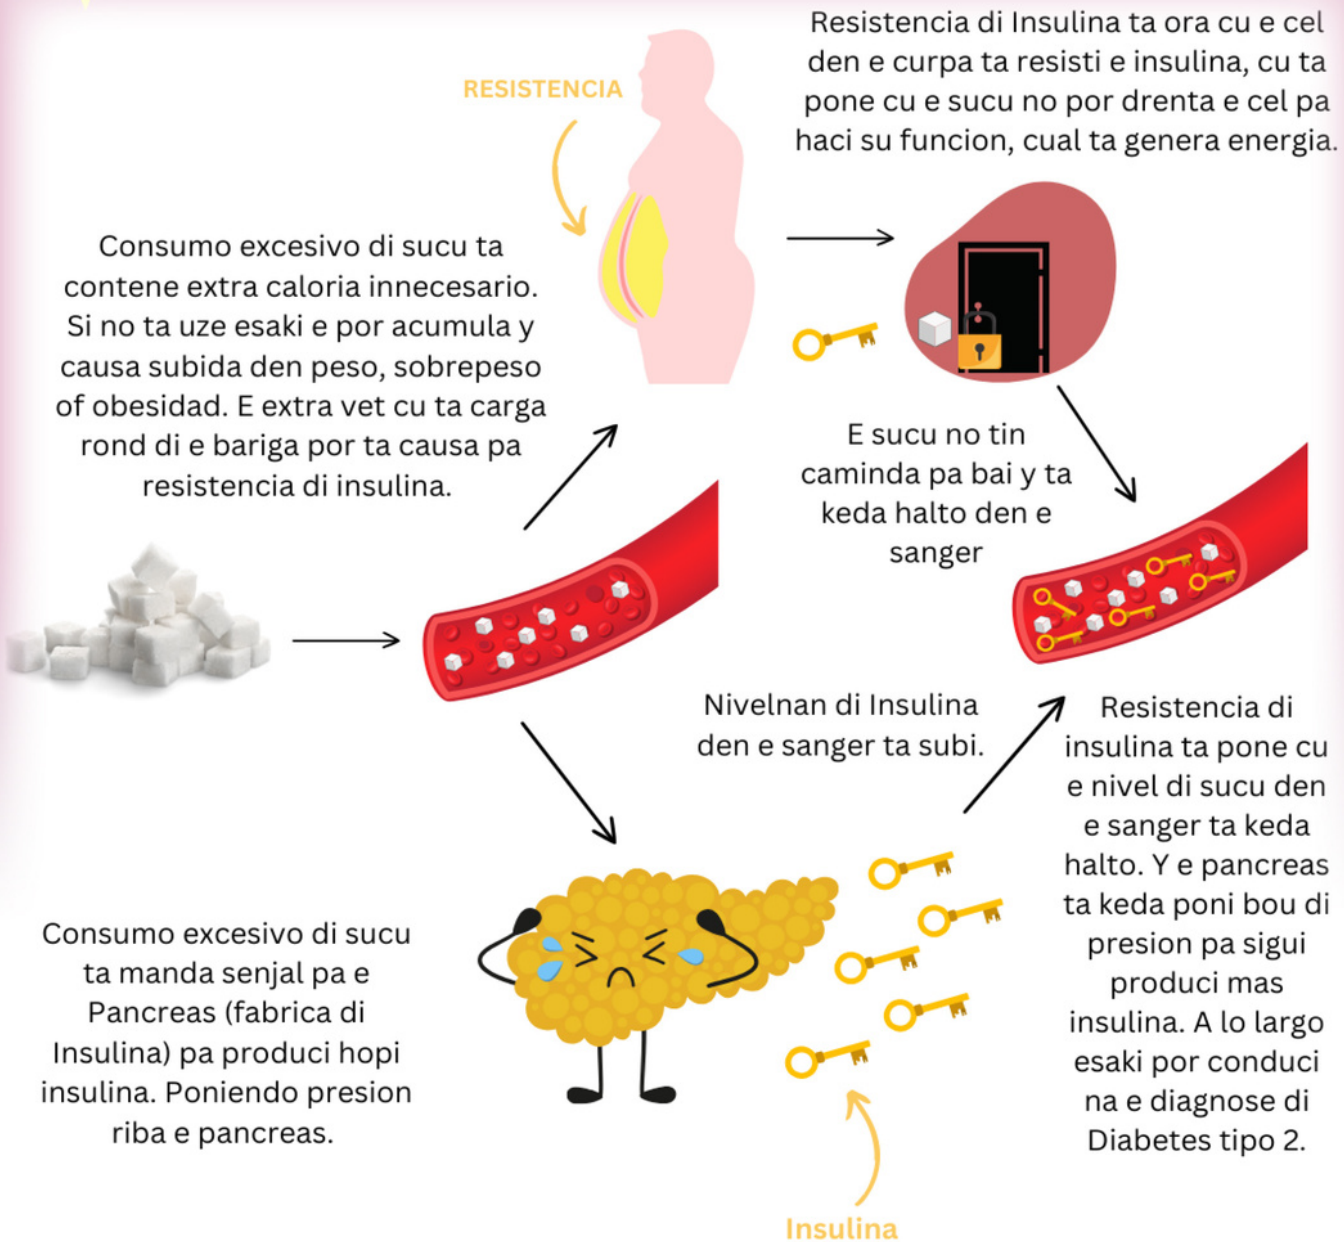 RESISTENCIA
Resistencia di Insulina ta ora cu e cel
den e curpa ta resisti e insulina, cu ta
pone cu e sucu no por drenta e cel pa
haci su funcion, cual ta genera energia.
Consumo excesivo di sucu ta
contene extra caloria innecesario.
Si no ta uze esaki e por acumula y
causa subida den peso, sobrepeso
of obesidad. E extra vet cu ta carga
rond di e bariga por ta causa pa
resistencia di insulina.
E sucu no tin
caminda pa bai y ta
keda halto den e
sanger
Nivelnan di Insulina
den e sanger ta subi.
Resistencia di
insulina ta pone cu
e nivel di sucu den
e sanger ta keda
halto. Y e pancreas
ta keda poni bou di
presion pa sigui
produci mas
insulina. A lo largo
esaki por conduci
na e diagnose di
Diabetes tipo 2.
Consumo excesivo di sucu
ta manda senjal pa e
Pancreas (fabrica di
Insulina) pa produci hopi
insulina. Poniendo presion
riba e pancreas.
Insulina